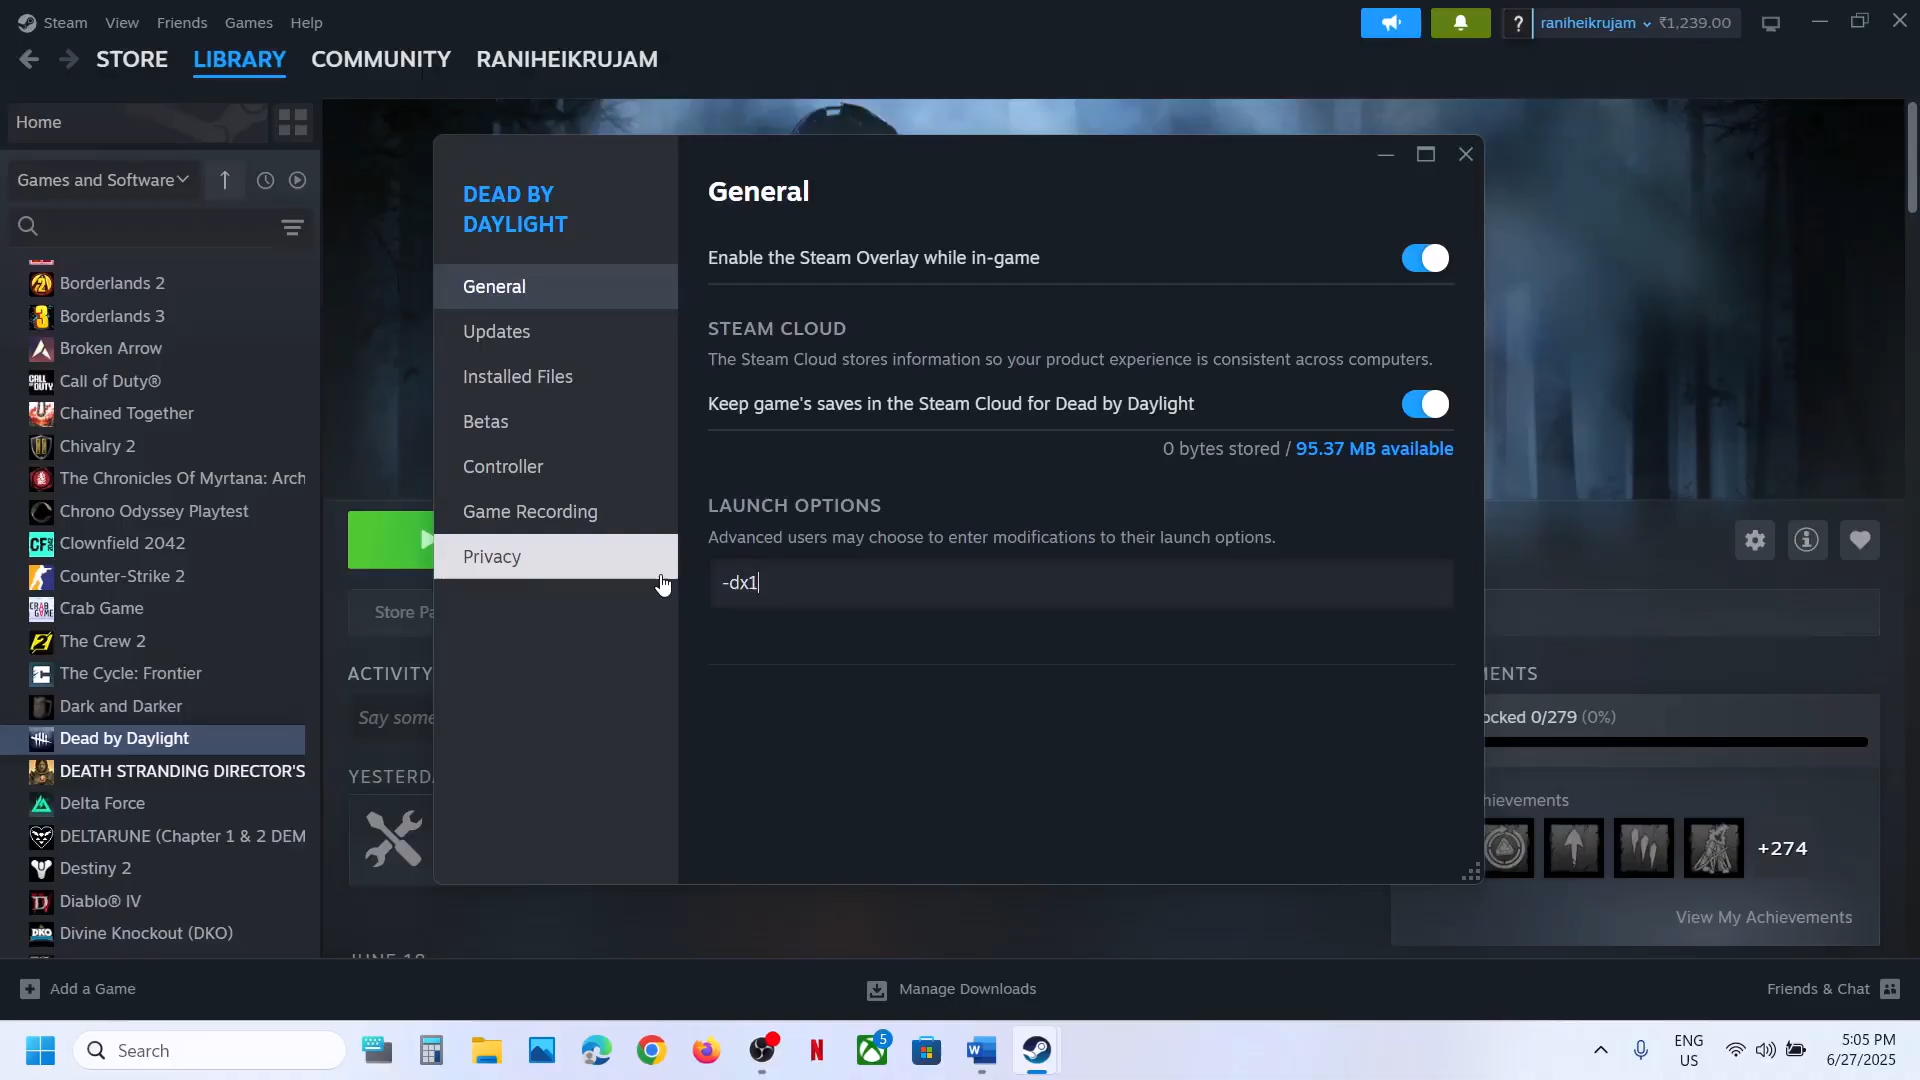 Steam View Friends Games Help
? raniheikrujam ₹1,239.00
STORE LIBRARY COMMUNITY RANIHEIKRUJAM
Home
Games and Software
Borderlands 2
Borderlands 3
Broken Arrow
Call of Duty®
Chained Together
Chivalry 2
The Chronicles Of Myrtana: Arch
Chrono Odyssey Playtest
Clownfield 2042
Counter-Strike 2
Crab Game
The Crew 2
The Cycle: Frontier
Dark and Darker
Dead by Daylight
DEATH STRANDING DIRECTOR'S
Delta Force
DELTARUNE (Chapter 1 & 2 DEM
Destiny 2
Diablo® IV
Divine Knockout (DKO)
DEAD BY
DAYLIGHT
General
Updates
Installed Files
Betas
Controller
Game Recording
Privacy
General
Enable the Steam Overlay while in-game
STEAM CLOUD
The Steam Cloud stores information so your product experience is consistent across computers.
Keep game's saves in the Steam Cloud for Dead by Daylight
0 bytes stored / 95.37 MB available
LAUNCH OPTIONS
Advanced users may choose to enter modifications to their launch options.
-dx1
Store Pa
ACTIVITY
Say some
YESTERDA
MENTS
ocked 0/279 (0%)
hievements
+274
View My Achievements
Add a Game
Manage Downloads
Friends & Chat
Search
5
ENG
US
5:05 PM
6/27/2025